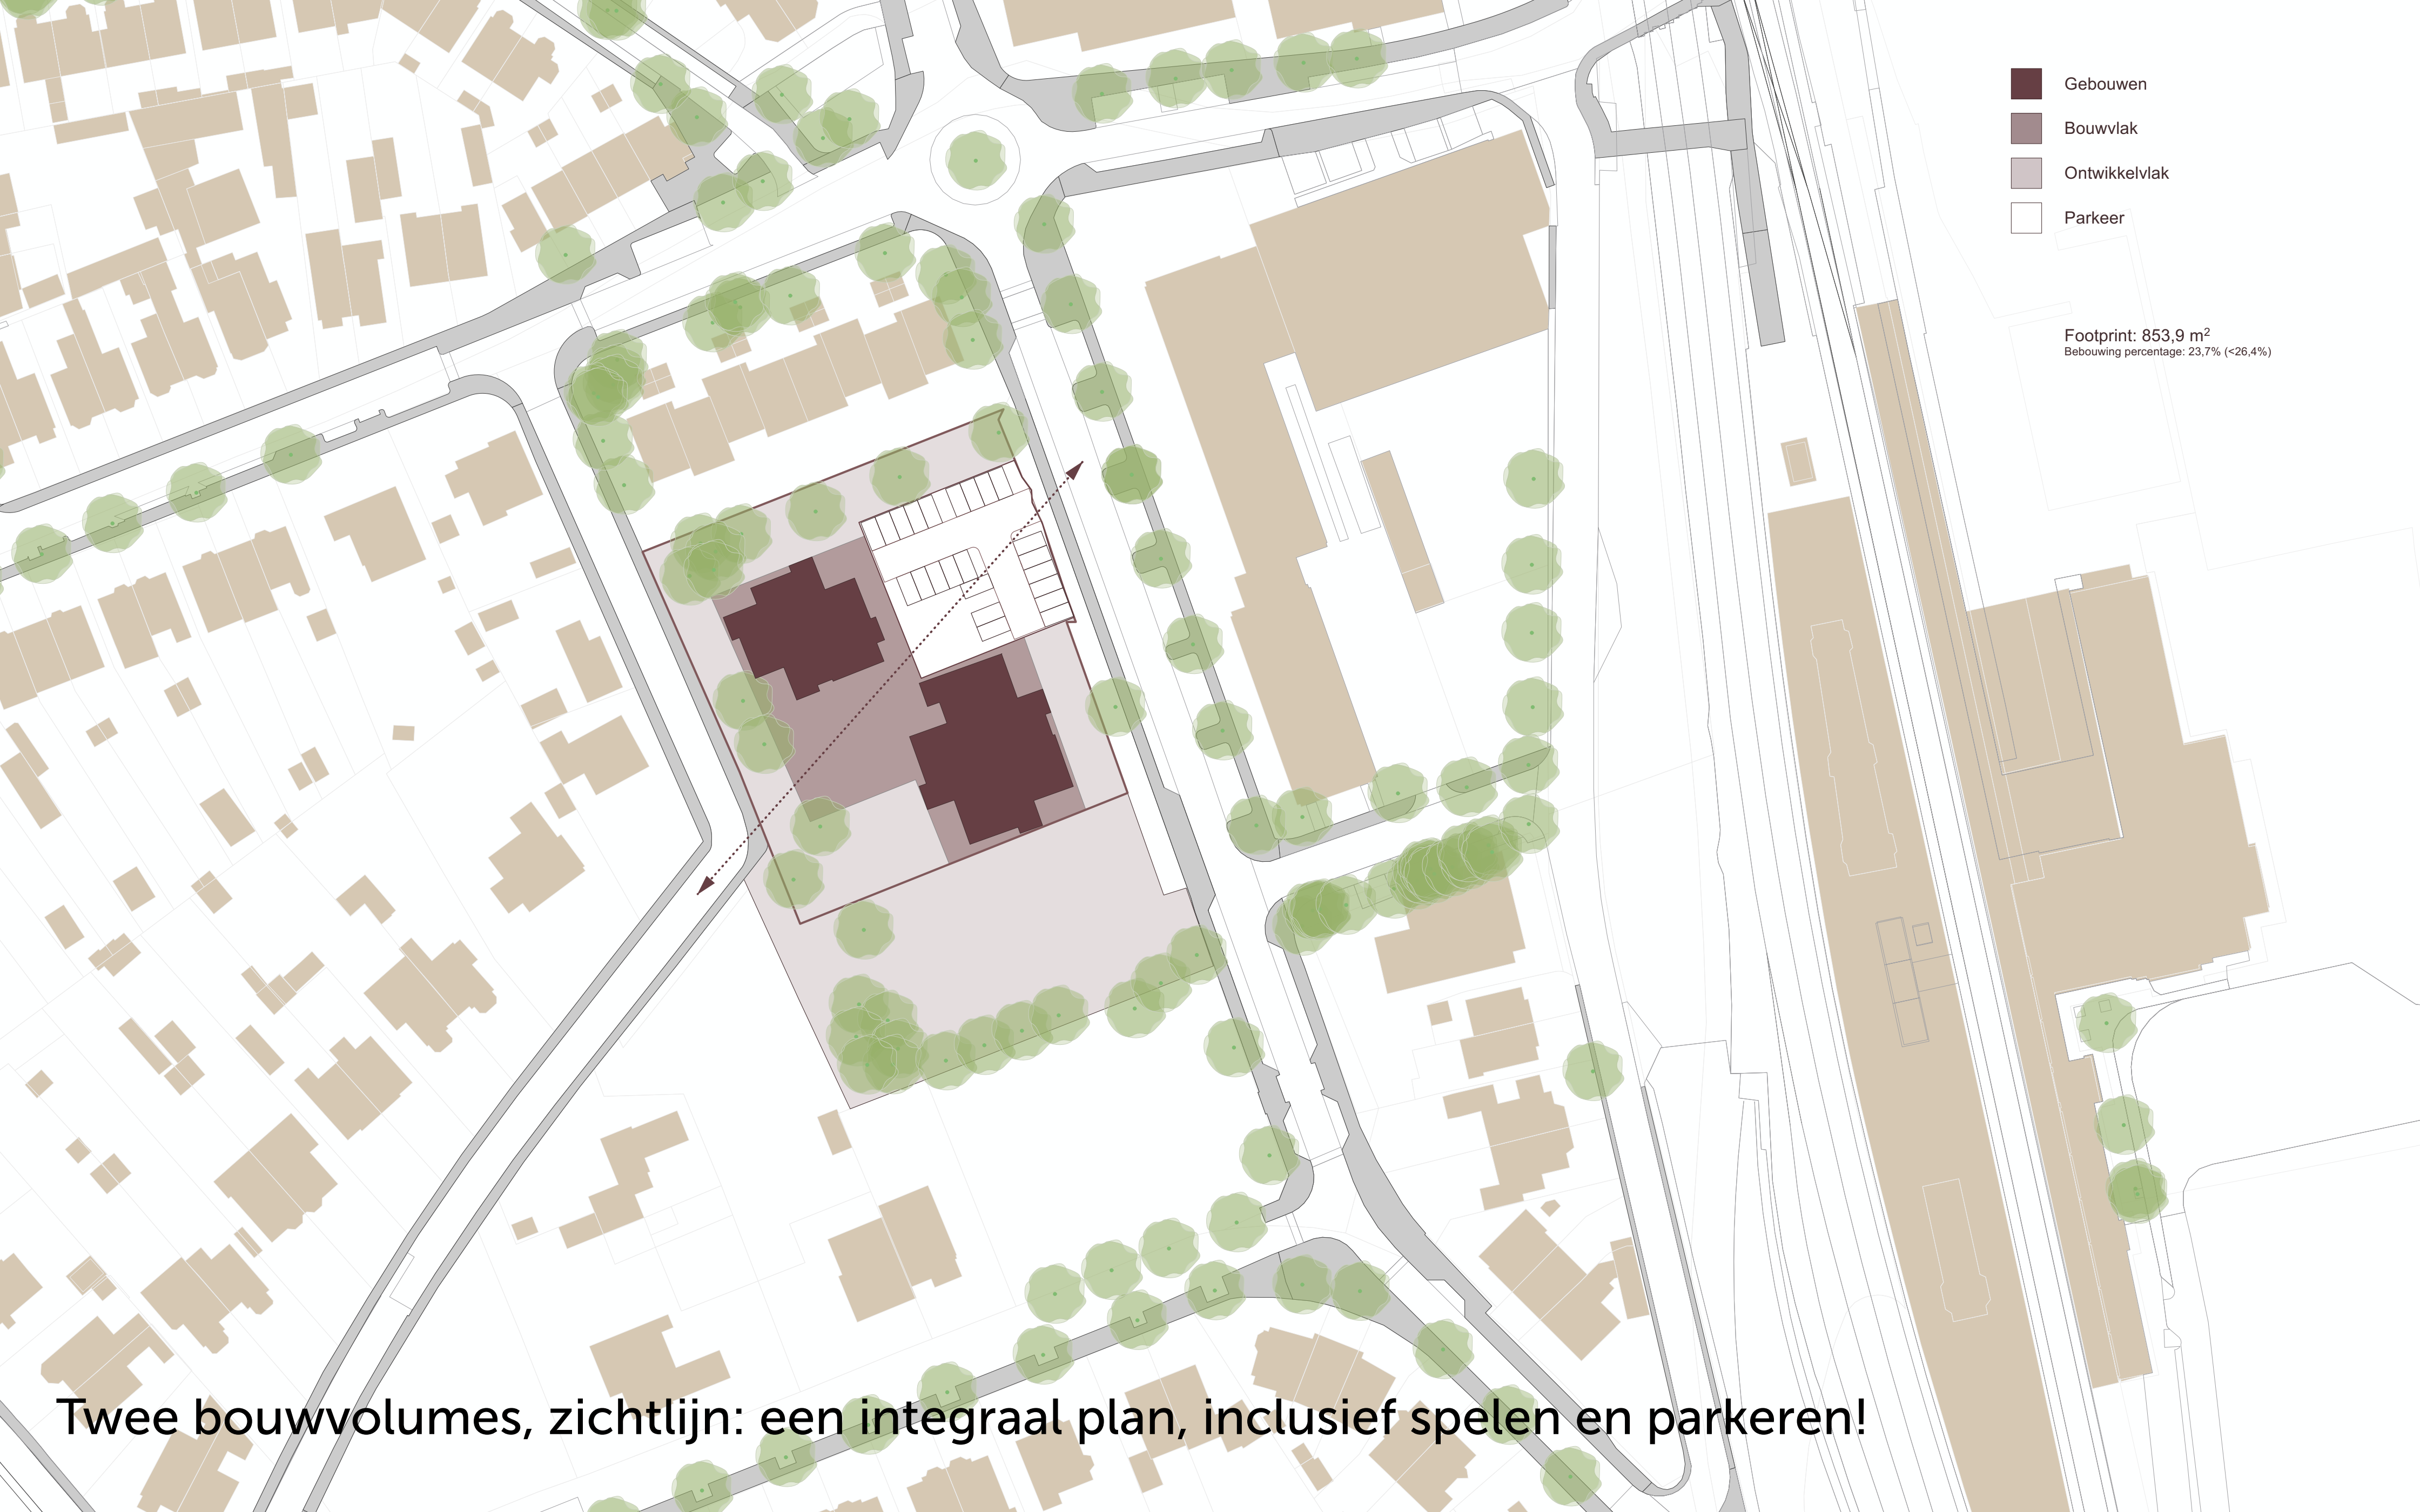 Gebouwen
Bouwvlak
Ontwikkelvlak
Parkeer
Footprint: 853,9 m²
Bebouwing percentage: 23,7% (<26,4%)
Twee bouwvolumes, zichtlijn: een integraal plan, inclusief spelen en parkeren!